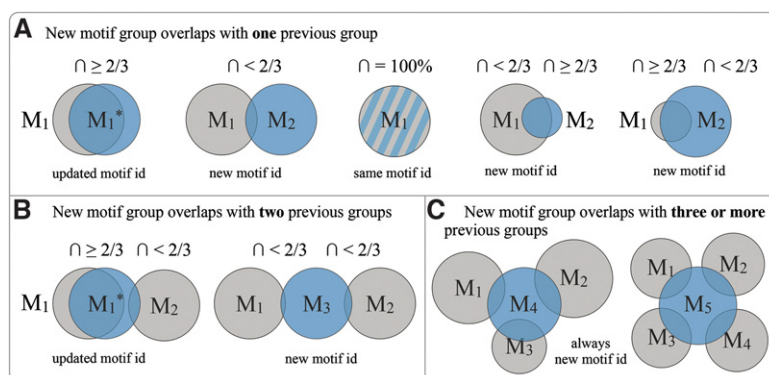 A New motif group overlaps with one previous group
∩ ≥ 2/3 ∩ < 2/3 ∩ = 100% ∩ < 2/3 ∩ ≥ 2/3 ∩ ≥ 2/3 ∩ < 2/3
M1 M1* M1 M2 M1 M1 M2 M1 M2
updated motif id new motif id same motif id new motif id new motif id
B New motif group overlaps with two previous groups
∩ ≥ 2/3 ∩ < 2/3 ∩ < 2/3 ∩ < 2/3
M1 M1* M2 M1 M3 M2
updated motif id new motif id
C New motif group overlaps with three or more
previous groups
M1 M4 M2 M1 M2
M5
M3 M3 M4
always
new motif id